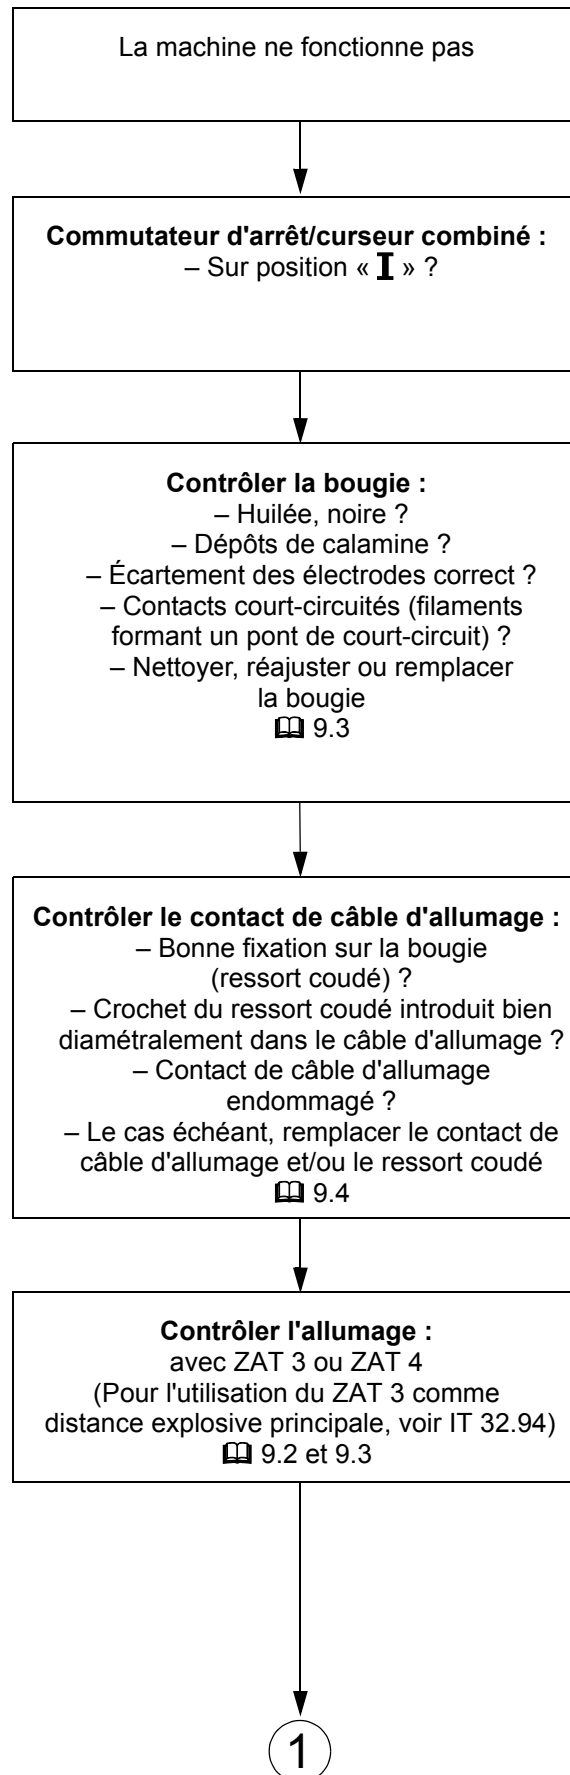 La machine ne fonctionne pas
Commutateur d'arrêt/curseur combiné :
– Sur position « I » ?
Contrôler la bougie :
– Huilée, noire ?
– Dépôts de calamine ?
– Écartement des électrodes correct ?
– Contacts court-circuités (filaments
formant un pont de court-circuit) ?
– Nettoyer, réajuster ou remplacer
la bougie
🕮 9.3
Contrôler le contact de câble d'allumage :
– Bonne fixation sur la bougie
(ressort coudé) ?
– Crochet du ressort coudé introduit bien
diamétralement dans le câble d'allumage ?
– Contact de câble d'allumage
endommagé ?
– Le cas échéant, remplacer le contact de
câble d'allumage et/ou le ressort coudé
🕮 9.4
Contrôler l'allumage :
avec ZAT 3 ou ZAT 4
(Pour l'utilisation du ZAT 3 comme
distance explosive principale, voir IT 32.94)
🕮 9.2 et 9.3
1